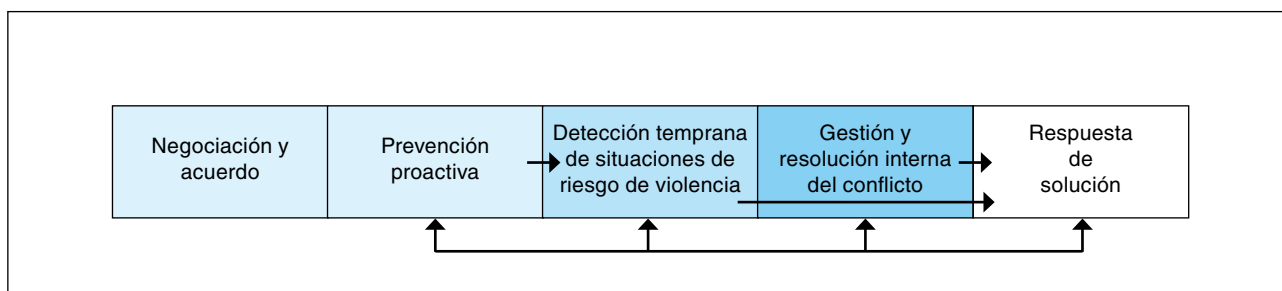 Negociación y
acuerdo
Prevención
proactiva
Detección temprana
de situaciones de
riesgo de violencia
Gestión y
resolución interna
del conflicto
Respuesta
de
solución